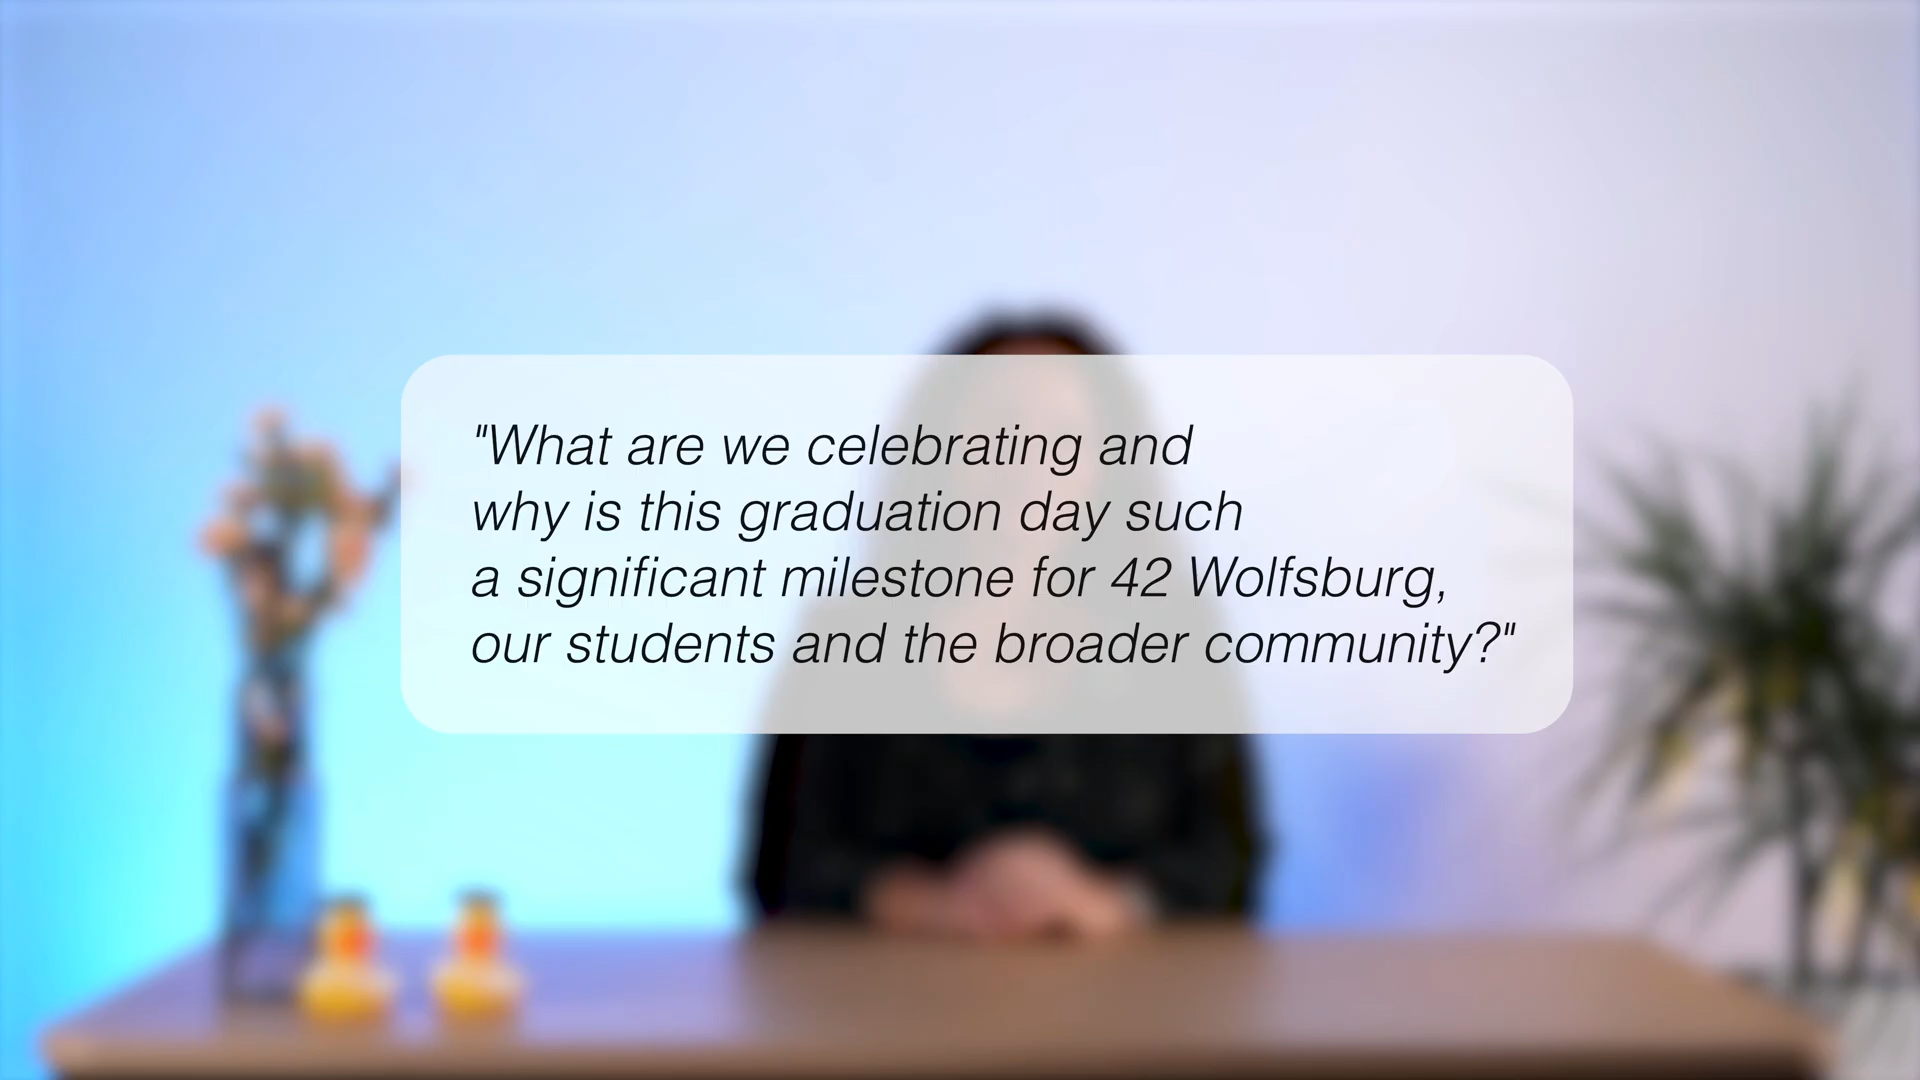 "What are we celebrating and
why is this graduation day such
a significant milestone for 42 Wolfsburg,
our students and the broader community?"